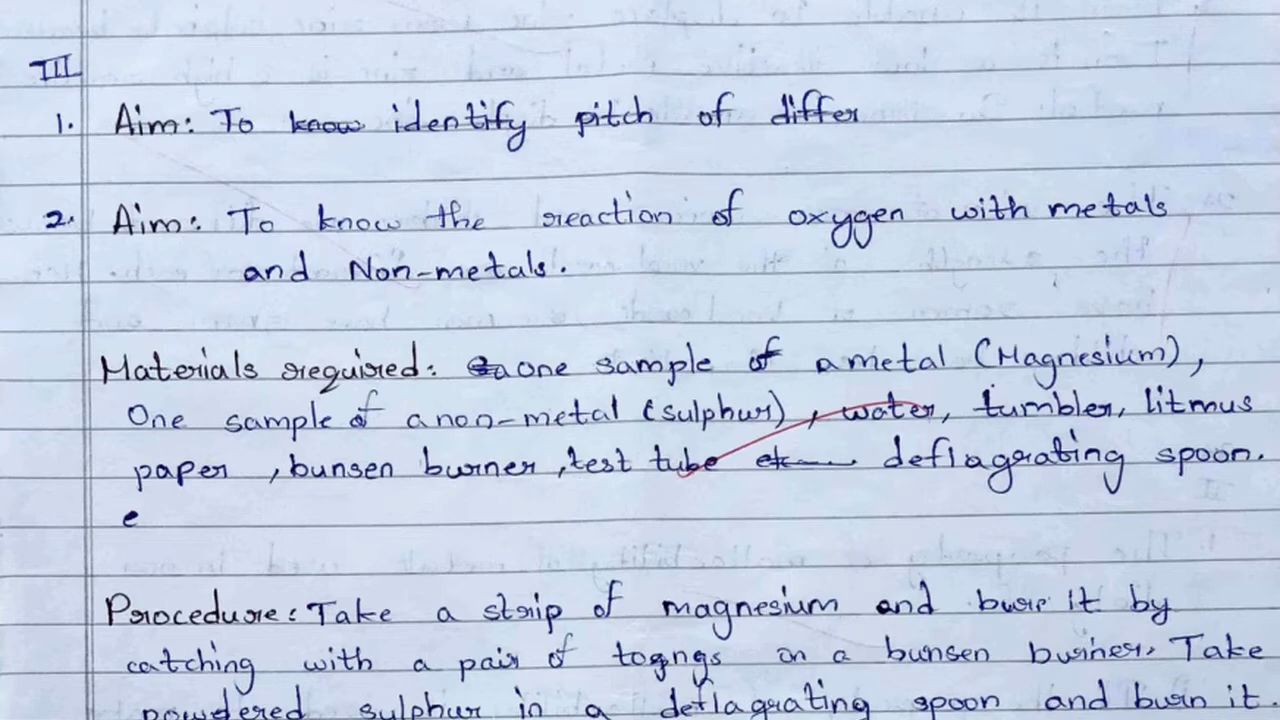 III
1. Aim: To know identify pitch of differ
2. Aim: To know the reaction of oxygen with metals
and Non-metals.
Materials required: one sample of a metal (Magnesium),
One sample of a non-metal (sulphur), water, tumbler, litmus
paper, bunsen burner, test tube etc deflagrating spoon.
e
Procedure: Take a strip of magnesium and burn it by
catching with a pair of togngs on a bunsen burner. Take
powdered sulphur in a deflagrating spoon and burn it.